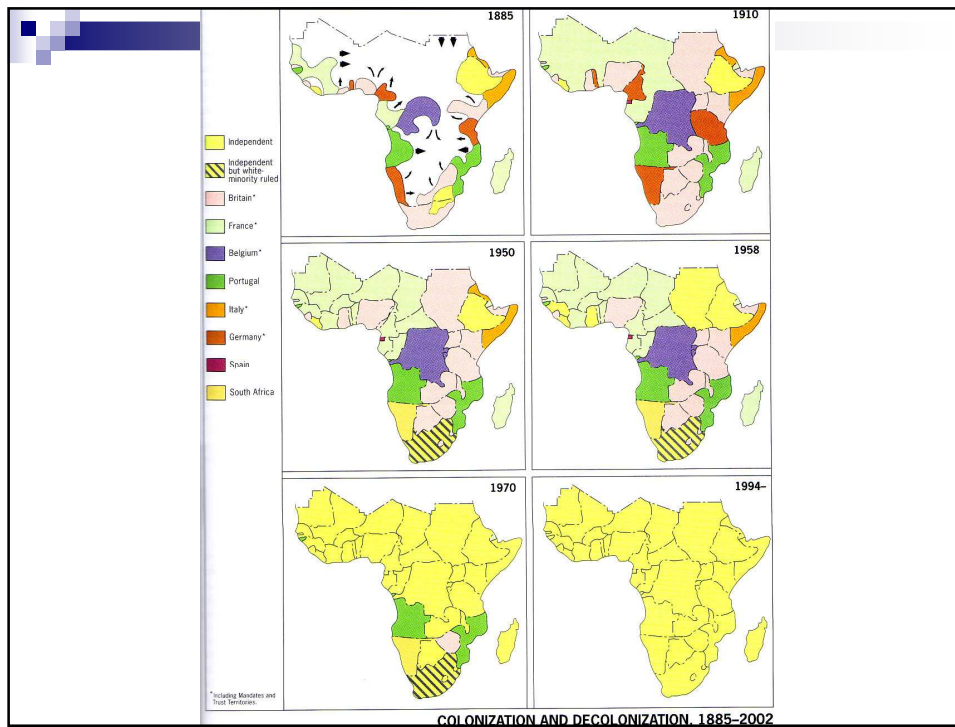 1885
1910
Independent
Independent
but white-
minority ruled
Britain*
France*
Belgium*
Portugal
Italy*
Germany*
Spain
South Africa
1950
1958
1970
1994-
*Including Mandates and
Trust Territories.
COLONIZATION AND DECOLONIZATION, 1885–2002